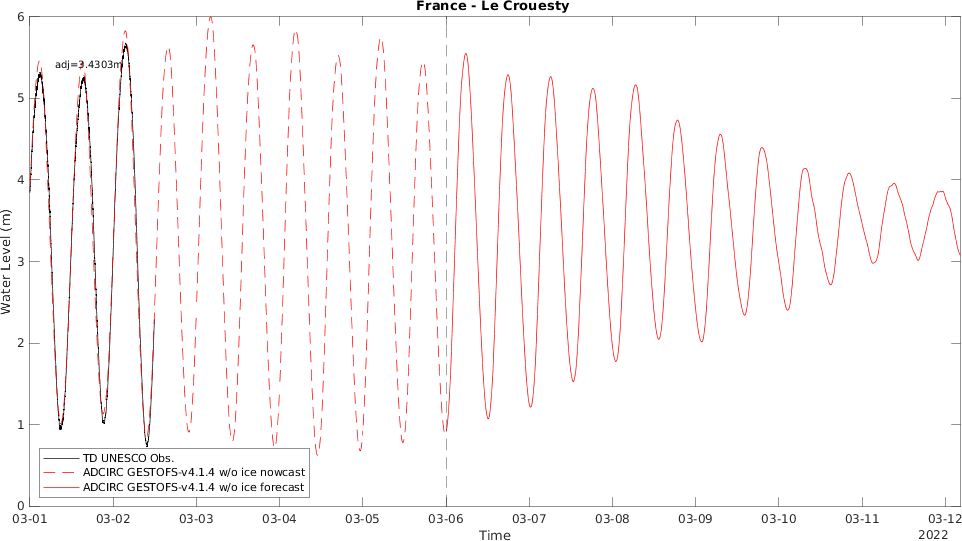 France - Le Crouesty
adj=3.4303m
Water Level (m)
6
5
4
3
2
1
0
TD UNESCO Obs.
ADCIRC GESTOFS-v4.1.4 w/o ice nowcast
ADCIRC GESTOFS-v4.1.4 w/o ice forecast
03-01 03-02 03-03 03-04 03-05 03-06 03-07 03-08 03-09 03-10 03-11 03-12
Time
2022